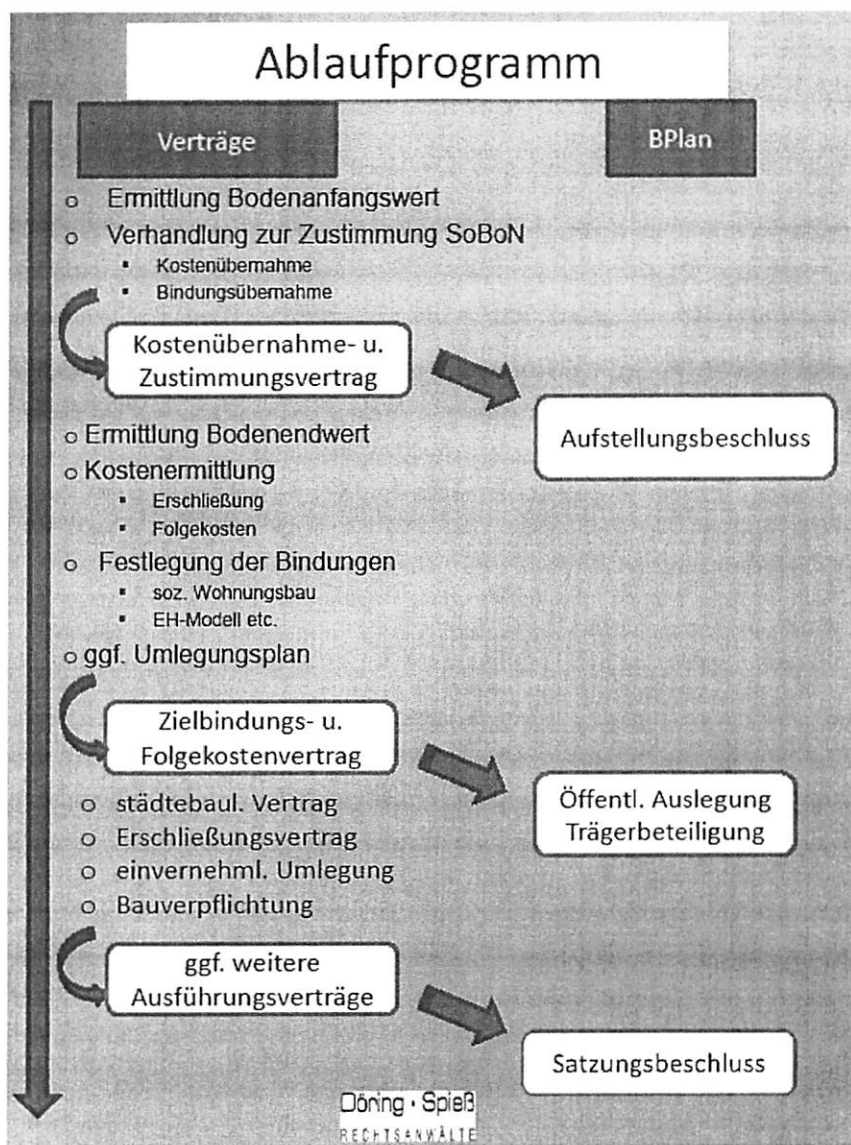 Ablaufprogramm
Verträge
BPlan
o Ermittlung Bodenanfangswert
o Verhandlung zur Zustimmung SoBoN
▪ Kostenübernahme
▪ Bindungsübernahme
Kostenübernahme- u.
Zustimmungsvertrag
Aufstellungsbeschluss
o Ermittlung Bodenendwert
o Kostenermittlung
▪ Erschließung
▪ Folgekosten
o Festlegung der Bindungen
▪ soz. Wohnungsbau
▪ EH-Modell etc.
o ggf. Umlegungsplan
Zielbindungs- u.
Folgekostenvertrag
Öffentl. Auslegung
Trägerbeteiligung
o städtebaul. Vertrag
o Erschließungsvertrag
o einvernehml. Umlegung
o Bauverpflichtung
ggf. weitere
Ausführungsverträge
Satzungsbeschluss
Döring · Spieß
RECHTSANWÄLTE